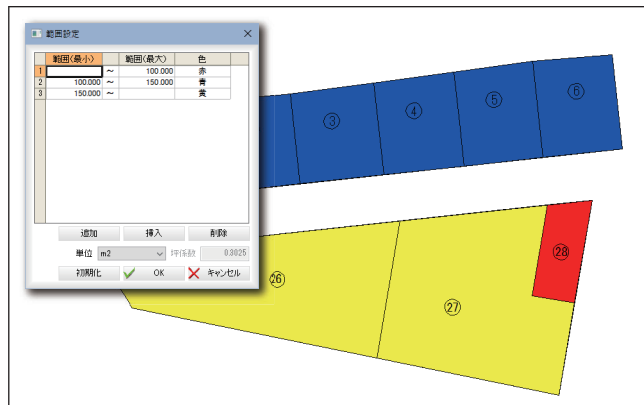 範囲設定
範囲(最小) 範囲(最大) 色
1 ~ 100.000 赤
2 100.000 ~ 150.000 青
3 150.000 ~ 黄
追加 挿入 削除
単位 m2 坪係数 0.3025
初期化 OK キャンセル
③ ④ ⑤ ⑥
㉖ ㉗ ㉘